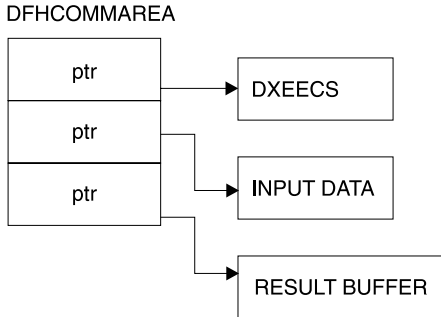 DFHCOMMAREA
ptr
DXEECS
ptr
INPUT DATA
ptr
RESULT BUFFER